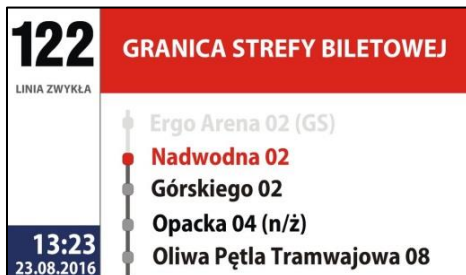 122
LINIA ZWYKŁA
GRANICA STREFY BILETOWEJ
Ergo Arena 02 (GS)
Nadwodna 02
Górskiego 02
Opacka 04 (n/ż)
Oliwa Pętla Tramwajowa 08
13:23
23.08.2016